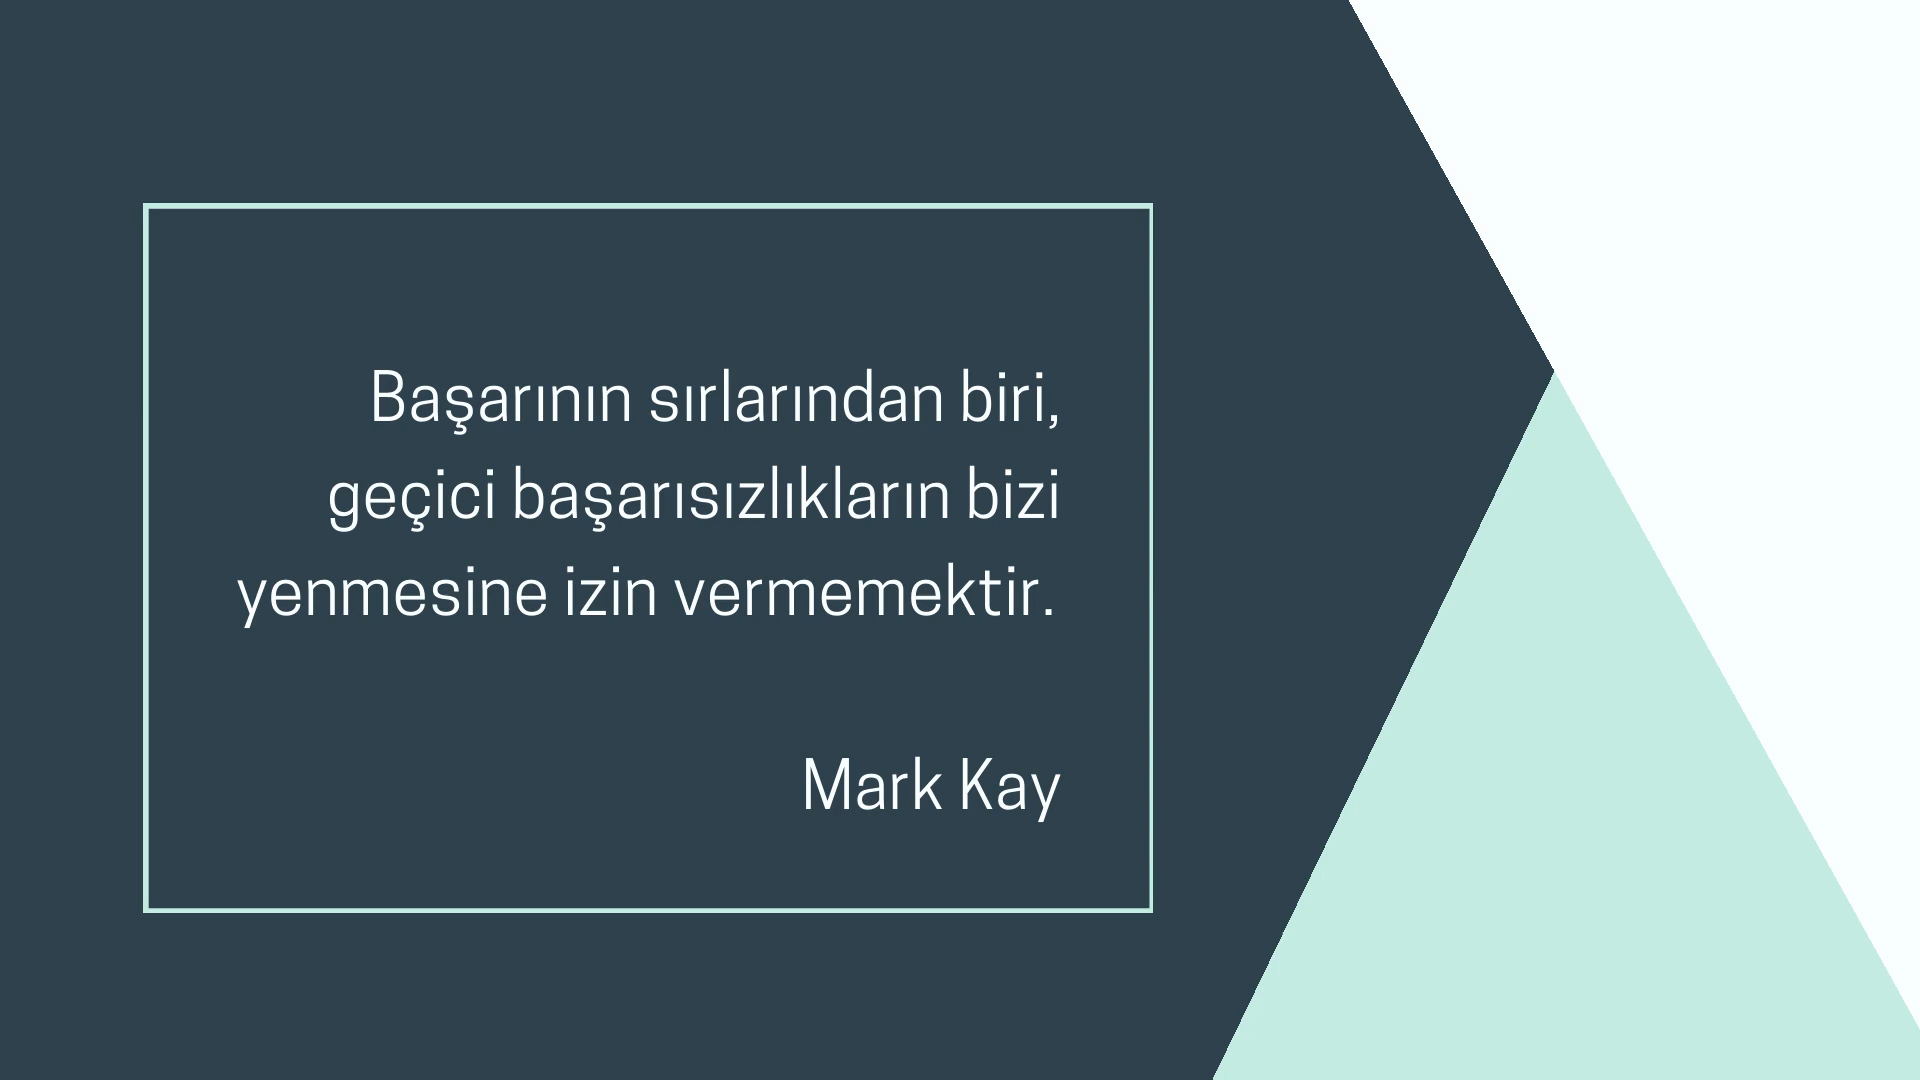 Başarının sırlarından biri,
geçici başarısızlıkların bizi
yenmesine izin vermemektir.
Mark Kay